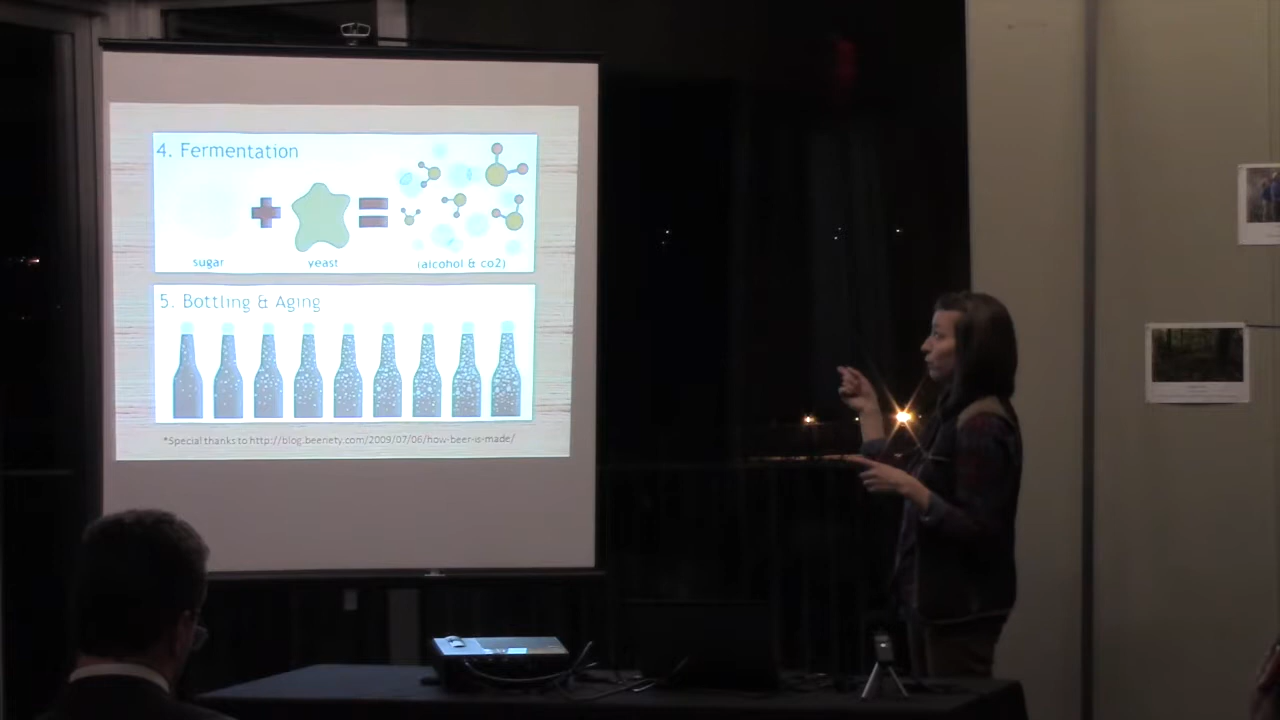 4. Fermentation
sugar yeast (alcohol & co2)
5. Bottling & Aging
*Special thanks to http://blog.beeriety.com/2009/07/06/how-beer-is-made/